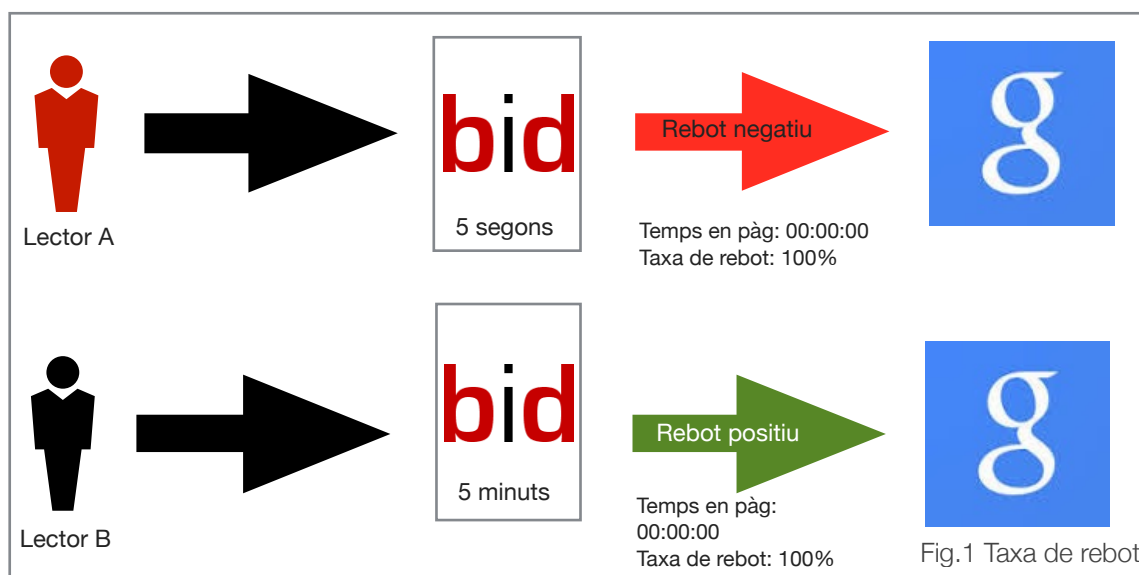 bid
Rebot negatiu
g
5 segons
Lector A
Temps en pàg: 00:00:00
Taxa de rebot: 100%
bid
Rebot positiu
g
5 minuts
Lector B
Temps en pàg:
00:00:00
Taxa de rebot: 100%
Fig.1 Taxa de rebot